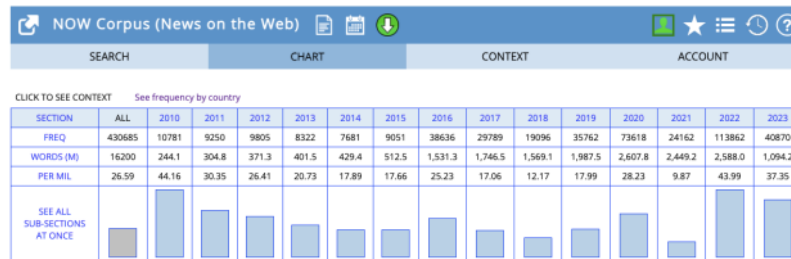 NOW Corpus (News on the Web)
SEARCH CHART CONTEXT ACCOUNT
CLICK TO SEE CONTEXT See frequency by country
SECTION ALL 2010 2011 2012 2013 2014 2015 2016 2017 2018 2019 2020 2021 2022 2023
FREQ 430685 10781 9250 9805 8322 7681 9051 38636 29789 19096 35762 73618 24162 113862 40870
WORDS (M) 16200 244.1 304.8 371.3 401.5 429.4 512.5 1,531.3 1,746.5 1,569.1 1,987.5 2,607.8 2,449.2 2,588.0 1,094.2
PER MIL 26.59 44.16 30.35 26.41 20.73 17.89 17.66 25.23 17.06 12.17 17.99 28.23 9.87 43.99 37.35
SEE ALL
SUB-SECTIONS
AT ONCE